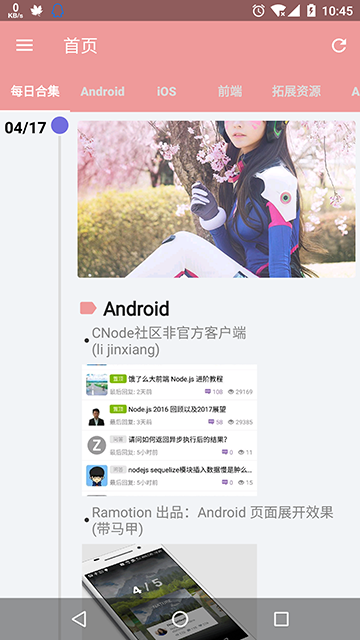 0
KB/s
10:45
首页
每日合集 Android iOS 前端 拓展资源 A
04/17
Android
CNode社区非官方客户端
(li jinxiang)
置顶 饿了么大前端 Node.js 进阶教程
最后回复: 2天前 108 29169
置顶 Node.js 2016 回顾以及2017展望
最后回复: 3天前 58 29385
Z 问答 请问如何返回异步执行后的结果?
最后回复: 5小时前 0 11
问答 nodejs sequelize模块插入数据慢是肿么...
最后回复: 5小时前 0 15
Ramotion 出品：Android 页面展开效果
(带马甲)
4 / 5